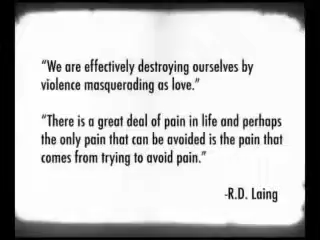 “We are effectively destroying ourselves by
violence masquerading as love.”
“There is a great deal of pain in life and perhaps
the only pain that can be avoided is the pain that
comes from trying to avoid pain.”
-R.D. Laing